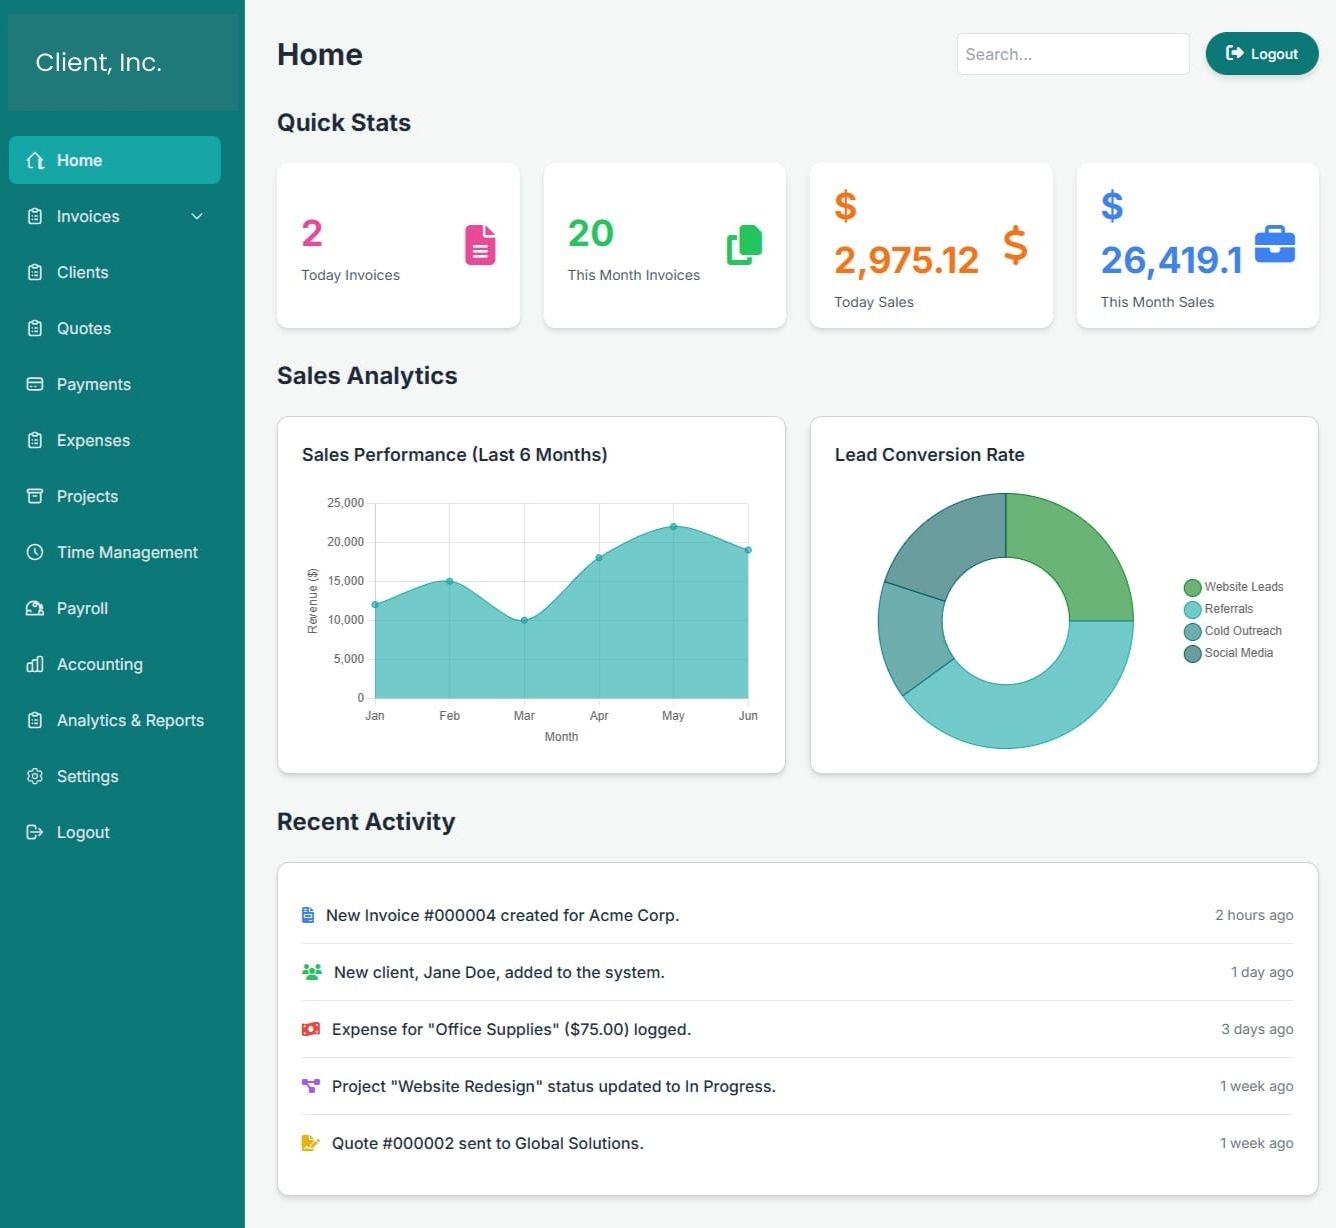 Client, Inc.
Home
Invoices
Clients
Quotes
Payments
Expenses
Projects
Time Management
Payroll
Accounting
Analytics & Reports
Settings
Logout
Home
Search...
Logout
Quick Stats
2
Today Invoices
20
This Month Invoices
$
2,975.12
Today Sales
$
26,419.1
This Month Sales
Sales Analytics
Sales Performance (Last 6 Months)
25,000
20,000
15,000
10,000
5,000
0
Revenue ($)
Jan Feb Mar Apr May Jun
Month
Lead Conversion Rate
Website Leads
Referrals
Cold Outreach
Social Media
Recent Activity
New Invoice #000004 created for Acme Corp. 2 hours ago
New client, Jane Doe, added to the system. 1 day ago
Expense for "Office Supplies" ($75.00) logged. 3 days ago
Project "Website Redesign" status updated to In Progress. 1 week ago
Quote #000002 sent to Global Solutions. 1 week ago